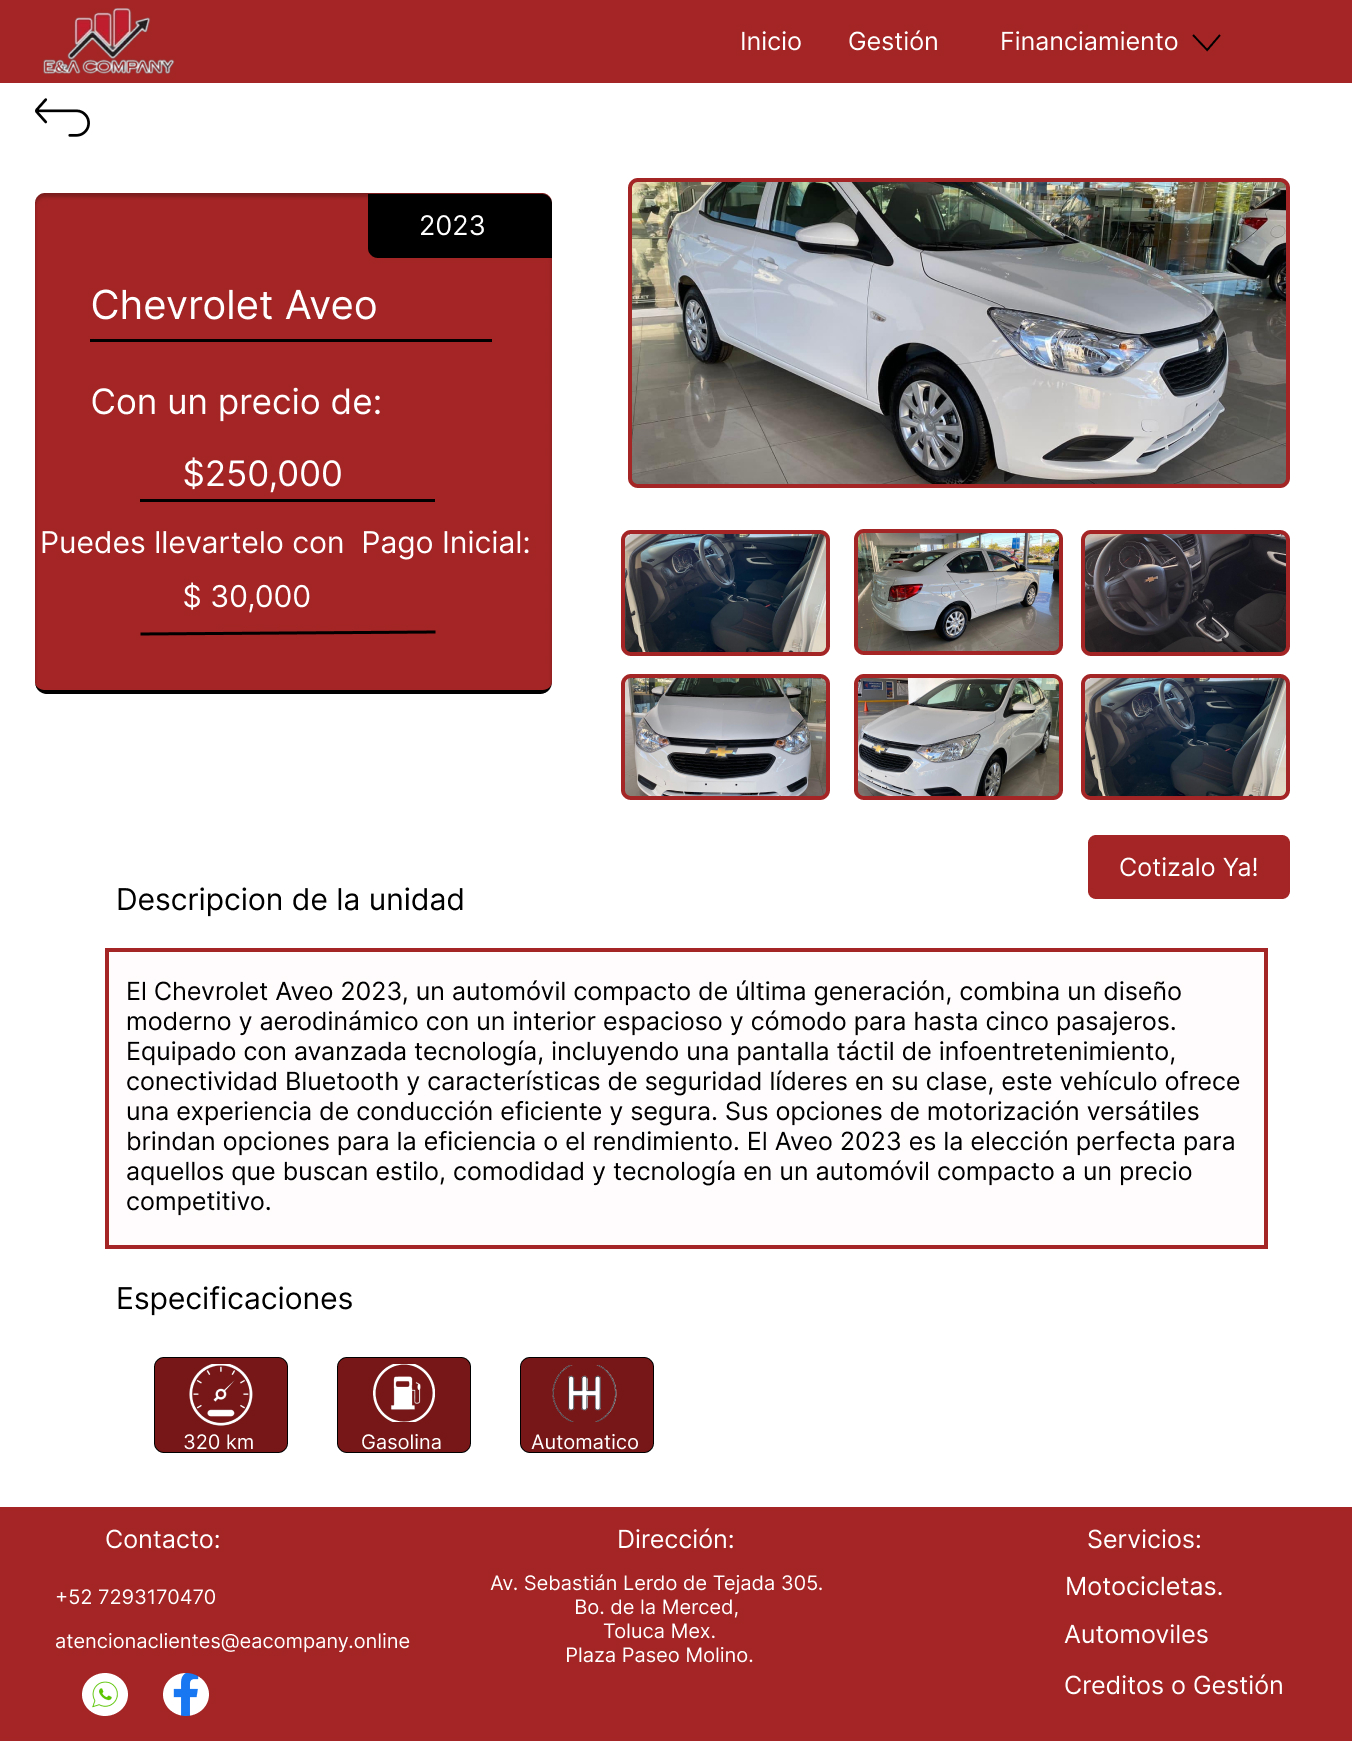 E&A COMPANY
Inicio
Gestión
Financiamiento
2023
Chevrolet Aveo
Con un precio de:
$250,000
Puedes llevartelo con  Pago Inicial:
$ 30,000
Cotizalo Ya!
Descripcion de la unidad
El Chevrolet Aveo 2023, un automóvil compacto de última generación, combina un diseño
moderno y aerodinámico con un interior espacioso y cómodo para hasta cinco pasajeros.
Equipado con avanzada tecnología, incluyendo una pantalla táctil de infoentretenimiento,
conectividad Bluetooth y características de seguridad líderes en su clase, este vehículo ofrece
una experiencia de conducción eficiente y segura. Sus opciones de motorización versátiles
brindan opciones para la eficiencia o el rendimiento. El Aveo 2023 es la elección perfecta para
aquellos que buscan estilo, comodidad y tecnología en un automóvil compacto a un precio
competitivo.
Especificaciones
320 km
Gasolina
Automatico
Contacto:
+52 7293170470
atencionaclientes@eacompany.online
Dirección:
Av. Sebastián Lerdo de Tejada 305.
Bo. de la Merced,
Toluca Mex.
Plaza Paseo Molino.
Servicios:
Motocicletas.
Automoviles
Creditos o Gestión